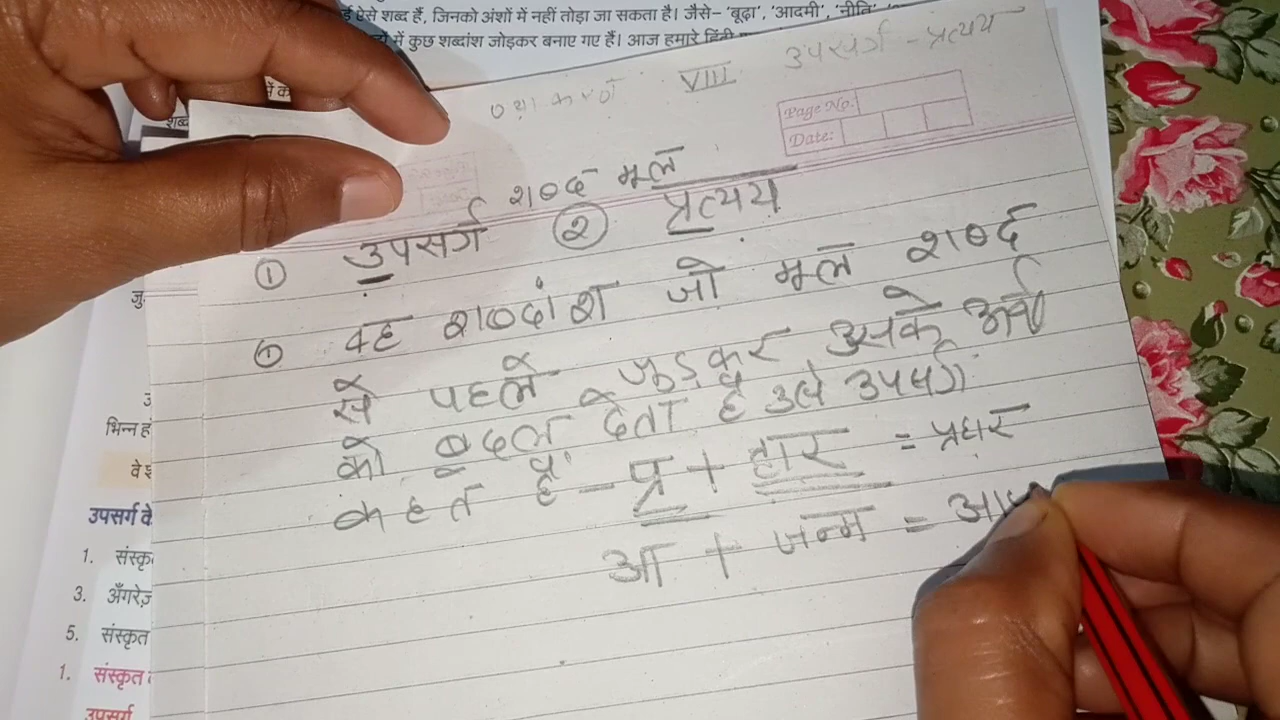 ऐसे शब्द हैं, जिनको अंशों में नहीं तोड़ा जा सकता है। जैसे– 'बूढ़ा', 'आदमी', 'नीति',
में कुछ शब्दांश जोड़कर बनाए गए हैं। आज हमारे हिंदी
VIII उपसर्ग - प्रत्यय
Page No:
Date:
शब्द मूल
① उपसर्ग ② प्रत्यय
① वह शब्दांश जो मूल शब्द
से पहले जुड़कर उसके अर्थ
को बदल देता है उसे उपसर्ग
कहते हैं - प्र + हार = प्रहार
आ + जन्म = आ
भिन्न
वे
उपसर्ग के
1. संस्कृ
3. अँगरेज़
5. संस्कृत
1. संस्कृत
उपसर्ग